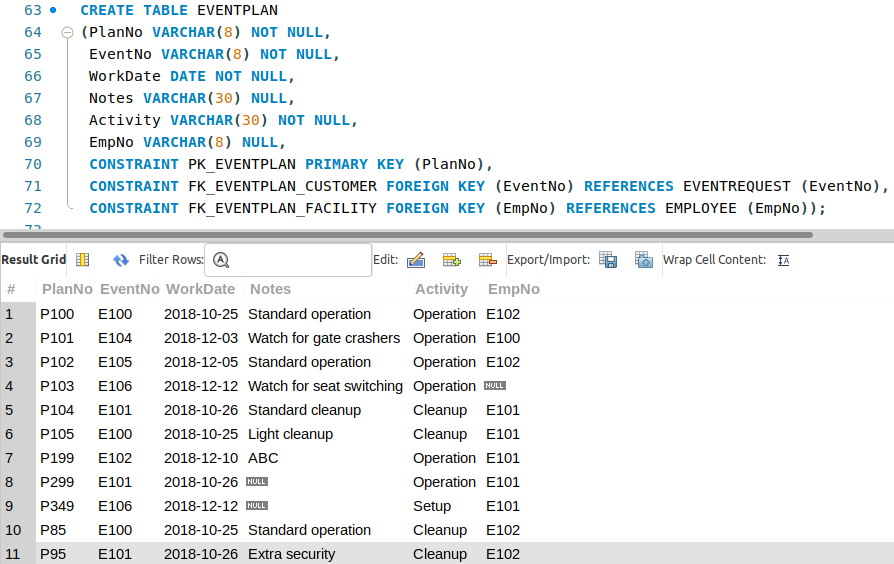 63 CREATE TABLE EVENTPLAN
64 (PlanNo VARCHAR(8) NOT NULL,
65 EventNo VARCHAR(8) NOT NULL,
66 WorkDate DATE NOT NULL,
67 Notes VARCHAR(30) NULL,
68 Activity VARCHAR(30) NOT NULL,
69 EmpNo VARCHAR(8) NULL,
70 CONSTRAINT PK_EVENTPLAN PRIMARY KEY (PlanNo),
71 CONSTRAINT FK_EVENTPLAN_CUSTOMER FOREIGN KEY (EventNo) REFERENCES EVENTREQUEST (EventNo),
72 CONSTRAINT FK_EVENTPLAN_FACILITY FOREIGN KEY (EmpNo) REFERENCES EMPLOYEE (EmpNo));
Result Grid Filter Rows: Edit: Export/Import: Wrap Cell Content:
# PlanNo EventNo WorkDate Notes Activity EmpNo
1 P100 E100 2018-10-25 Standard operation Operation E102
2 P101 E104 2018-12-03 Watch for gate crashers Operation E100
3 P102 E105 2018-12-05 Standard operation Operation E102
4 P103 E106 2018-12-12 Watch for seat switching Operation NULL
5 P104 E101 2018-10-26 Standard cleanup Cleanup E101
6 P105 E100 2018-10-25 Light cleanup Cleanup E101
7 P199 E102 2018-12-10 ABC Operation E101
8 P299 E101 2018-10-26 NULL Operation E101
9 P349 E106 2018-12-12 NULL Setup E101
10 P85 E100 2018-10-25 Standard operation Cleanup E102
11 P95 E101 2018-10-26 Extra security Cleanup E102